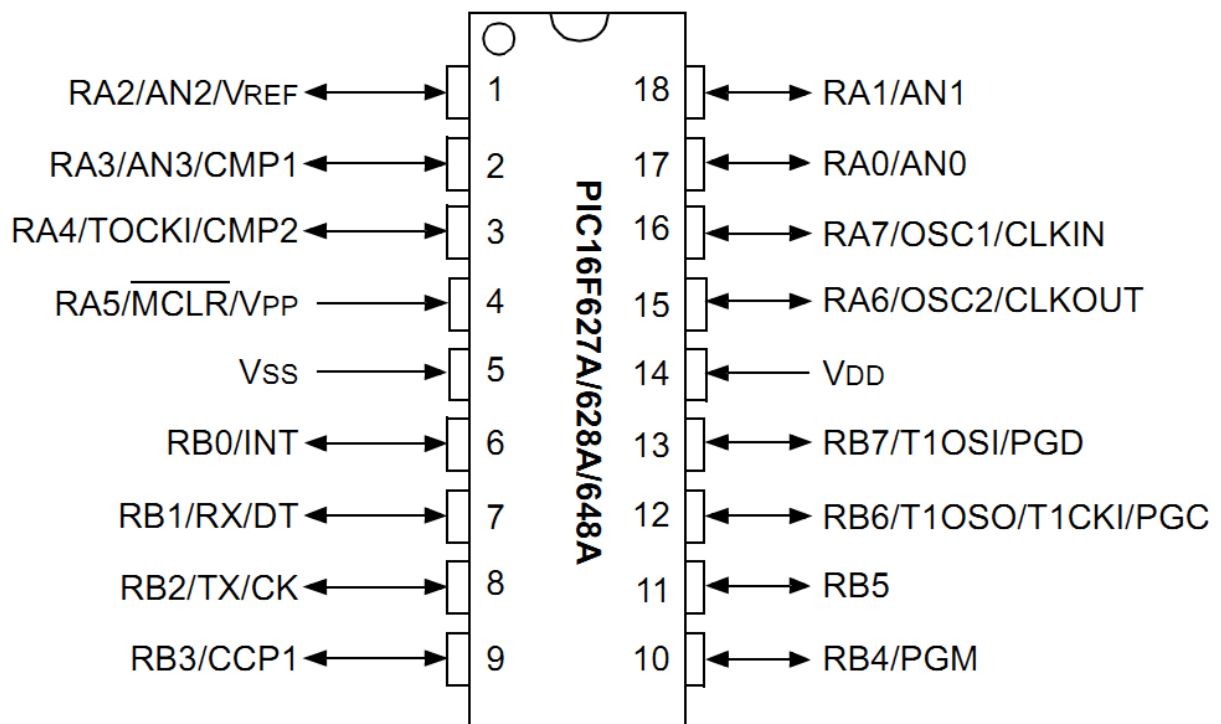 RA2/AN2/VREF 1 18 RA1/AN1
RA3/AN3/CMP1 2 17 RA0/AN0
RA4/TOCKI/CMP2 3 16 RA7/OSC1/CLKIN
RA5/M̅C̅L̅R̅/VPP 4 15 RA6/OSC2/CLKOUT
VSS 5 14 VDD
RB0/INT 6 13 RB7/T1OSI/PGD
RB1/RX/DT 7 12 RB6/T1OSO/T1CKI/PGC
RB2/TX/CK 8 11 RB5
RB3/CCP1 9 10 RB4/PGM
PIC16F627A/628A/648A